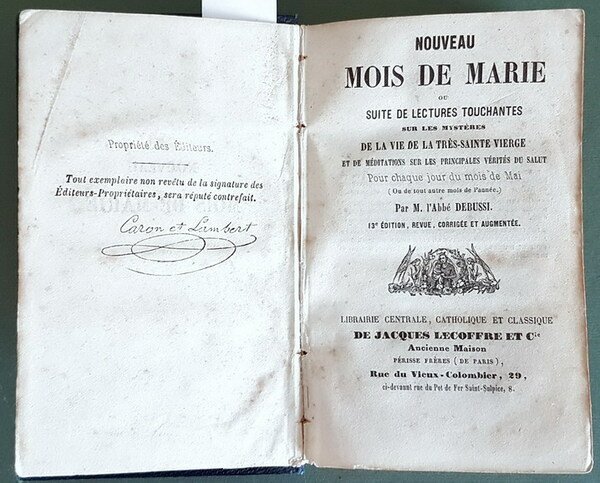 Propriété des Éditeurs.
Tout exemplaire non revêtu de la signature des
Éditeurs-Propriétaires, sera réputé contrefait.
Caron et Lambert
NOUVEAU
MOIS DE MARIE
OU
SUITE DE LECTURES TOUCHANTES
SUR LES MYSTÈRES
DE LA VIE DE LA TRÈS-SAINTE VIERGE
ET DE MÉDITATIONS SUR LES PRINCIPALES VÉRITÉS DU SALUT
Pour chaque jour du mois de Mai
(Ou de tout autre mois de l'année.)
Par M. l'Abbé DEBUSSI.
13e ÉDITION, REVUE, CORRIGÉE ET AUGMENTÉE.
LIBRAIRIE CENTRALE, CATHOLIQUE ET CLASSIQUE
DE JACQUES LECOFFRE ET Cie
Ancienne Maison
PÉRISSE FRÈRES (DE PARIS),
Rue du Vieux-Colombier, 29,
ci-devant rue du Pot de Fer Saint-Sulpice, 8.